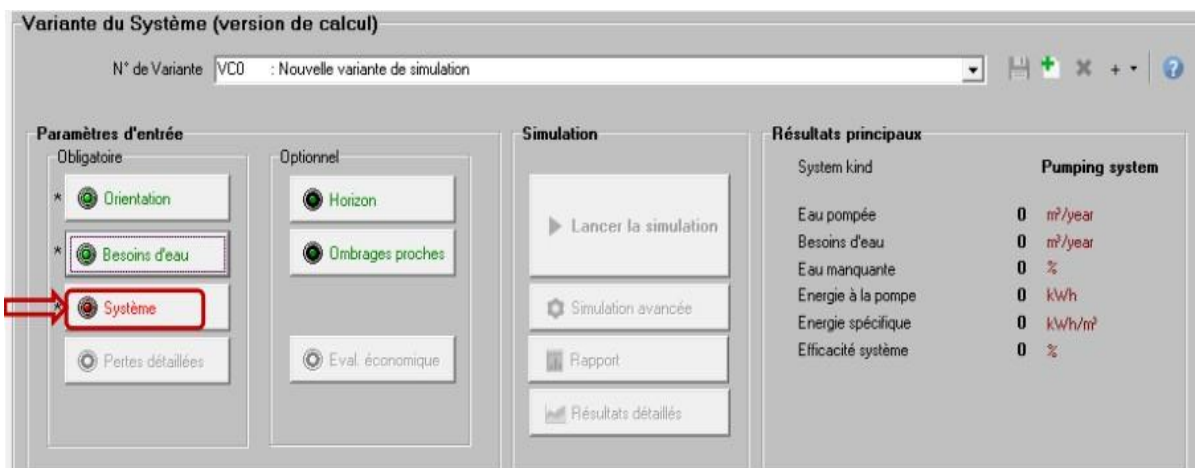 Variante du Système (version de calcul)
N° de Variante VC0 : Nouvelle variante de simulation
+
?
Paramètres d'entrée
Obligatoire
* Orientation
* Besoins d'eau
* Système
Pertes détaillées
Optionnel
Horizon
Ombrages proches
Eval. économique
Simulation
Lancer la simulation
Simulation avancée
Rapport
Résultats détaillés
Résultats principaux
System kind Pumping system
Eau pompée 0 m³/year
Besoins d'eau 0 m³/year
Eau manquante 0 %
Energie à la pompe 0 kWh
Energie spécifique 0 kWh/m³
Efficacité système 0 %